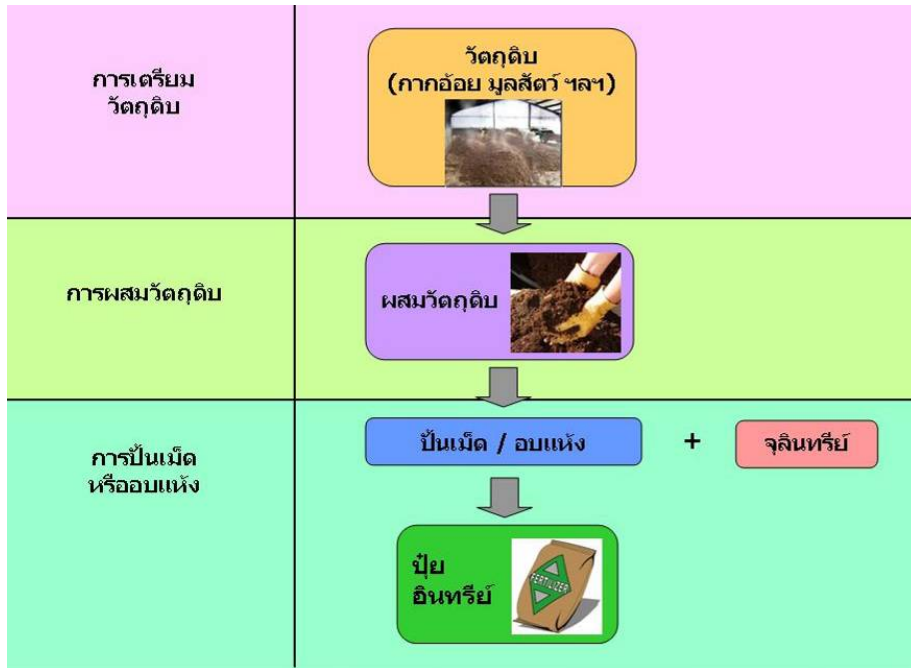 การเตรียม
วัตถุดิบ
วัตถุดิบ
(กากอ้อย มูลสัตว์ ฯลฯ)
การผสมวัตถุดิบ
ผสมวัตถุดิบ
การปั้นเม็ด
หรืออบแห้ง
ปั้นเม็ด / อบแห้ง
+
จุลินทรีย์
ปุ๋ย
อินทรีย์
FERTILIZER